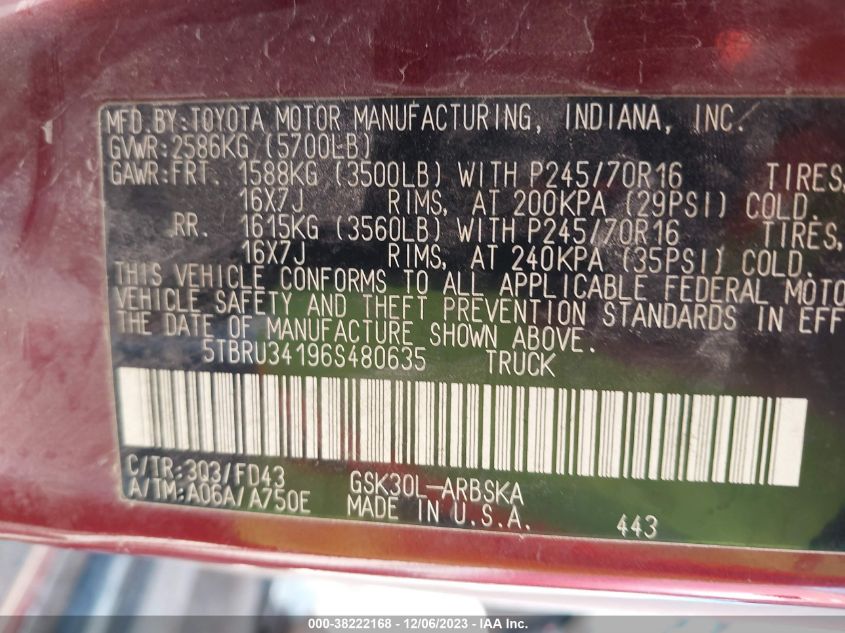 MFD.BY:TOYOTA MOTOR MANUFACTURING, INDIANA, INC.
GVWR:2586KG (5700LB)
GAWR:FRT. 1588KG (3500LB) WITH P245/70R16 TIRES,
16X7J RIMS, AT 200KPA (29PSI) COLD.
RR. 1615KG (3560LB) WITH P245/70R16 TIRES,
16X7J RIMS, AT 240KPA (35PSI) COLD.
THIS VEHICLE CONFORMS TO ALL APPLICABLE FEDERAL MOTO
VEHICLE SAFETY AND THEFT PREVENTION STANDARDS IN EFF
THE DATE OF MANUFACTURE SHOWN ABOVE.
5TBRU34196S480635 TRUCK
C/TR:3Q3/FD43 GSK30L-ARBSKA
A/TM:A06A/A750E MADE IN U.S.A. 443
000-38222168 - 12/06/2023 - IAA Inc.